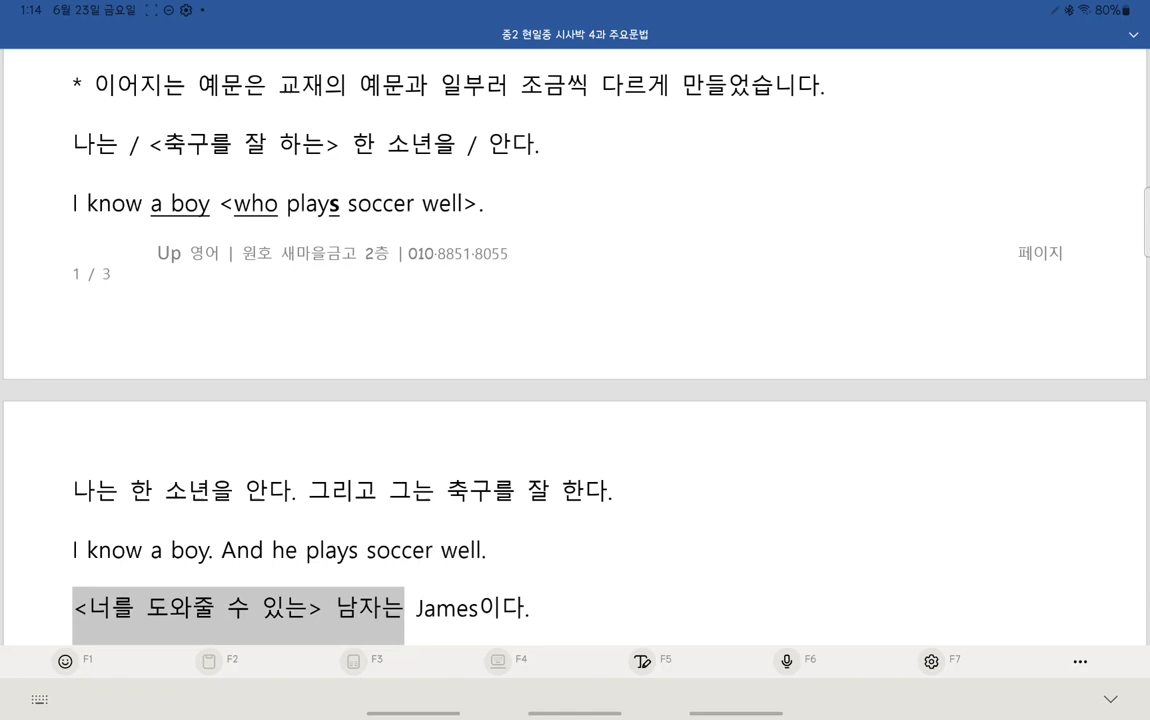 1:14 6월 23일 금요일
80%
중2 현일중 시사박 4과 주요문법
* 이어지는 예문은 교재의 예문과 일부러 조금씩 다르게 만들었습니다.
나는 / <축구를 잘 하는> 한 소년을 / 안다.
I know a boy <who plays soccer well>.
Up 영어 | 원호 새마을금고 2층 | 010·8851·8055 페이지
1 / 3
나는 한 소년을 안다. 그리고 그는 축구를 잘 한다.
I know a boy. And he plays soccer well.
<너를 도와줄 수 있는> 남자는 James이다.
F1 F2 F3 F4 F5 F6 F7